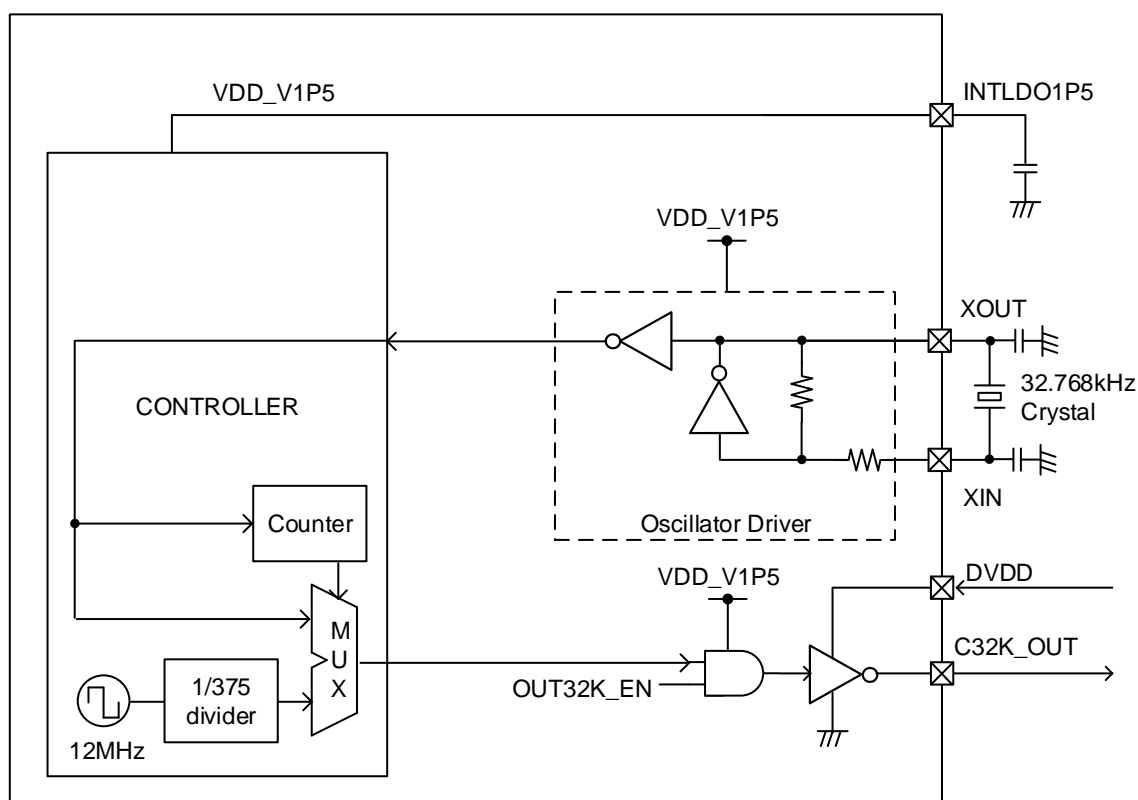 VDD_V1P5
INTLDO1P5
VDD_V1P5
XOUT
32.768kHz
Crystal
CONTROLLER
XIN
Counter
Oscillator Driver
VDD_V1P5
DVDD
M
U
X
C32K_OUT
1/375
divider
OUT32K_EN
12MHz